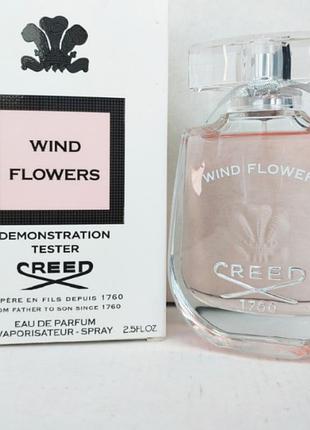 WIND
FLOWERS
DEMONSTRATION
TESTER
CREED
PÈRE EN FILS DEPUIS 1760
FROM FATHER TO SON SINCE 1760
EAU DE PARFUM
VAPORISATEUR - SPRAY 2.5FL.OZ
WIND FLOWER
CREED
1760